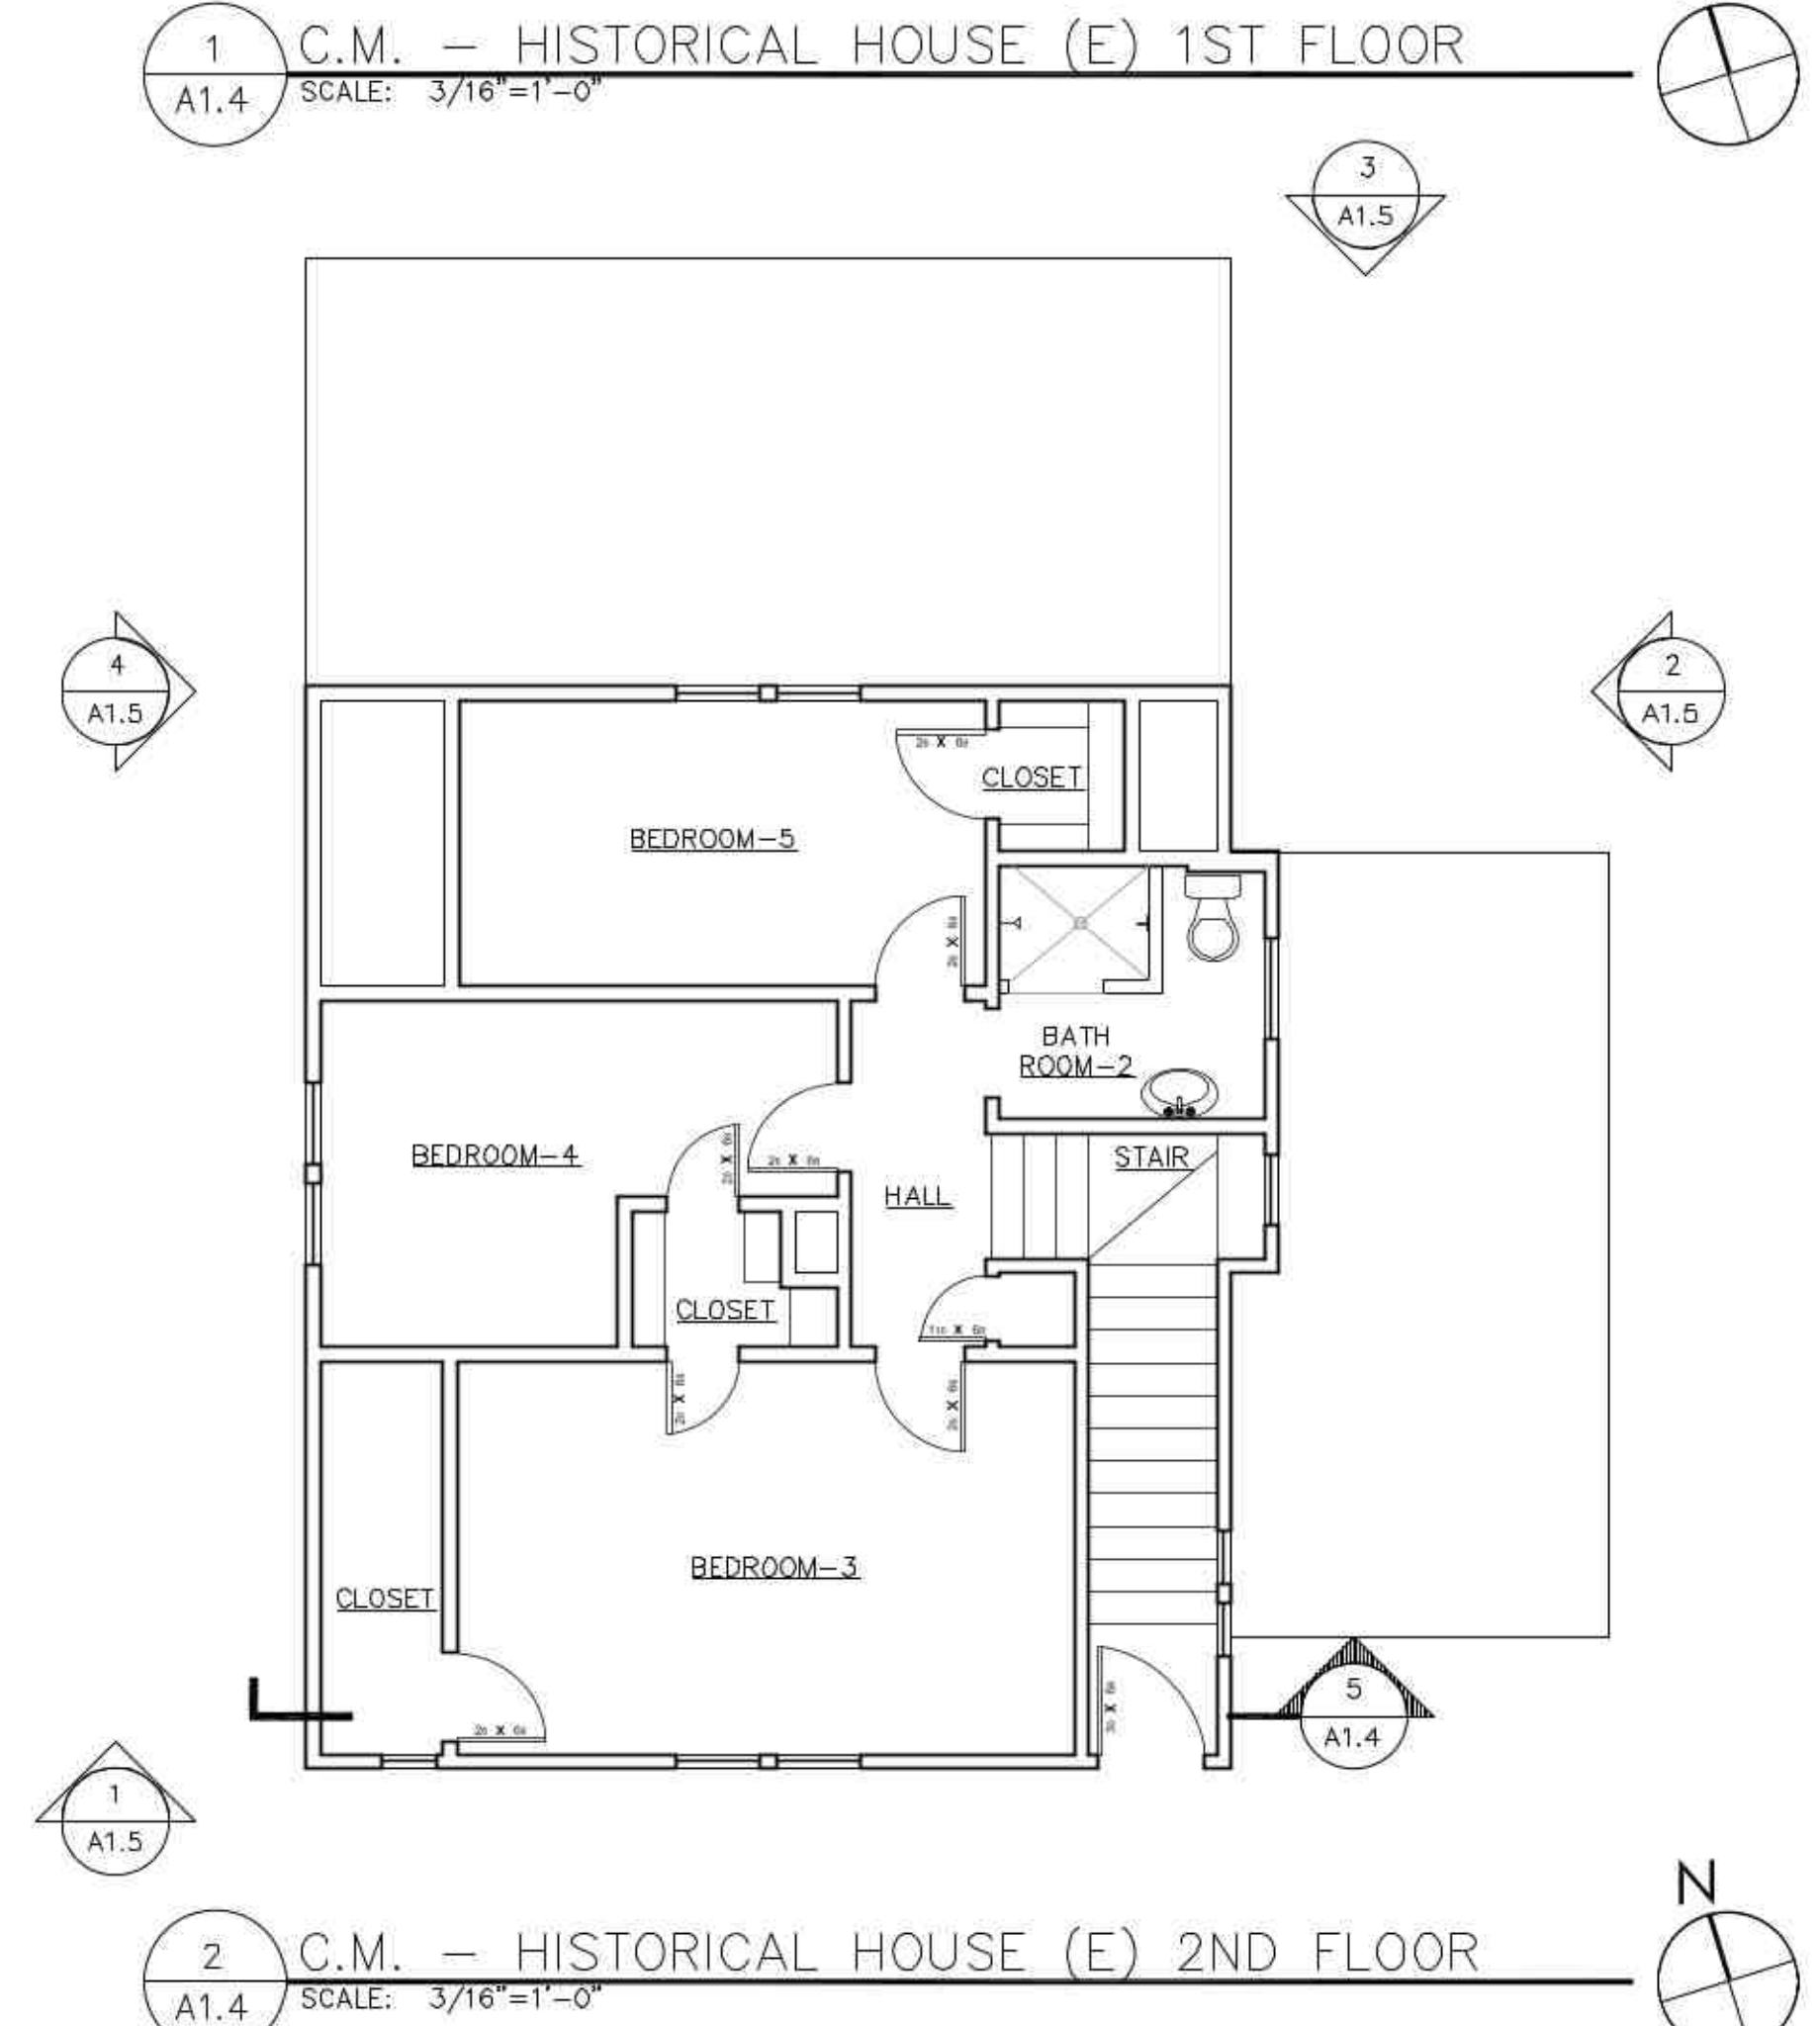 1
A1.4
C.M. – HISTORICAL HOUSE (E) 1ST FLOOR
SCALE: 3/16"=1'-0"
3
A1.5
4
A1.5
2
A1.5
CLOSET
BEDROOM-5
BATH
ROOM-2
BEDROOM-4
STAIR
HALL
CLOSET
BEDROOM-3
CLOSET
5
A1.4
1
A1.5
N
2
A1.4
C.M. – HISTORICAL HOUSE (E) 2ND FLOOR
SCALE: 3/16"=1'-0"